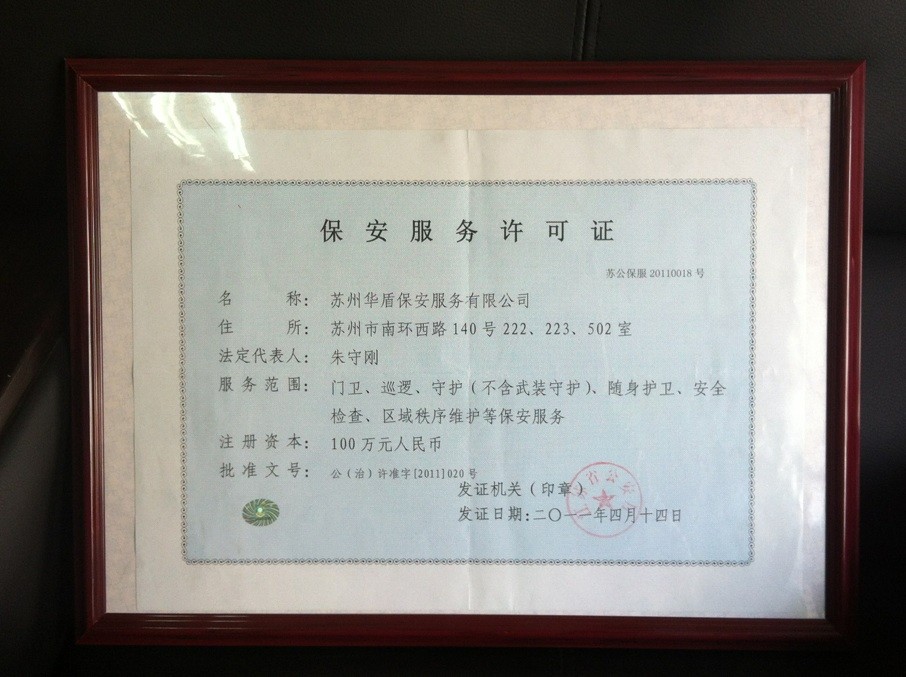 保安服务许可证
苏公保服 20110018 号
名称： 苏州华盾保安服务有限公司
住所： 苏州市南环西路 140 号 222、223、502 室
法定代表人： 朱守刚
服务范围： 门卫、巡逻、守护（不含武装守护）、随身护卫、安全
检查、区域秩序维护等保安服务
注册资本： 100 万元人民币
批准文号： 公（治）许准字[2011]020 号
发证机关（印章）
发证日期：二〇一一年四月十四日
省公安